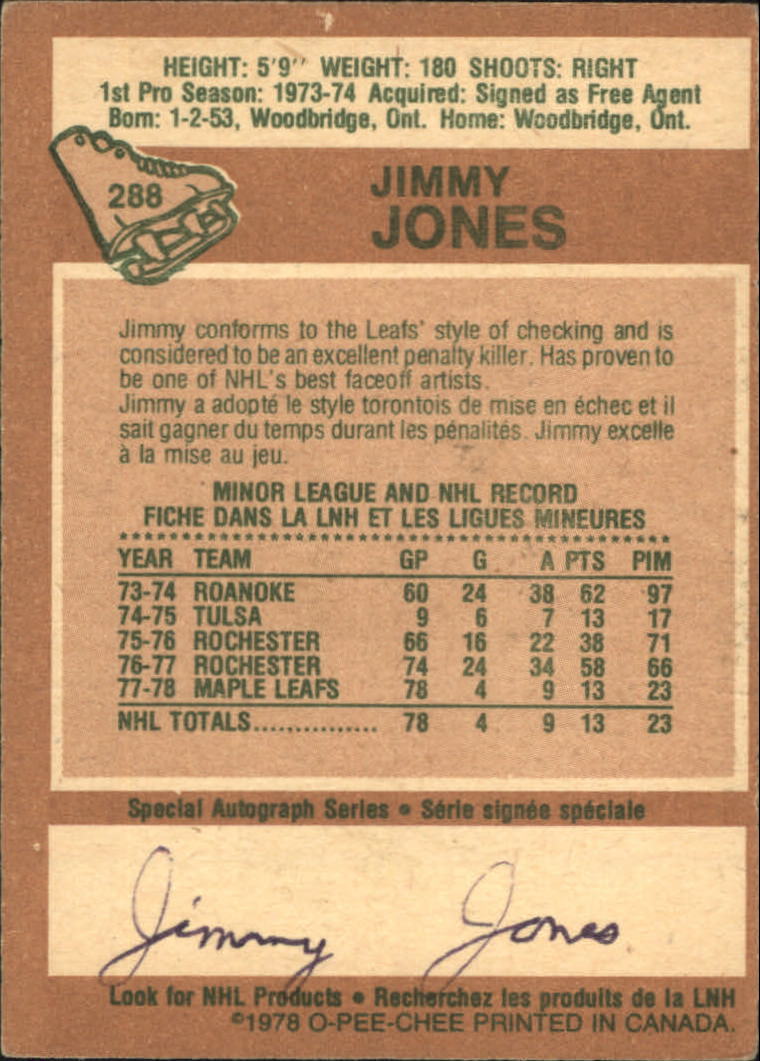 HEIGHT: 5'9'' WEIGHT: 180 SHOOTS: RIGHT
1st Pro Season: 1973-74 Acquired: Signed as Free Agent
Born: 1-2-53, Woodbridge, Ont. Home: Woodbridge, Ont.
288
JIMMY
JONES
Jimmy conforms to the Leafs' style of checking and is
considered to be an excellent penalty killer. Has proven to
be one of NHL's best faceoff artists.
Jimmy a adopté le style torontois de mise en échec et il
sait gagner du temps durant les pénalités. Jimmy excelle
à la mise au jeu.
MINOR LEAGUE AND NHL RECORD
FICHE DANS LA LNH ET LES LIGUES MINEURES
YEAR TEAM GP G A PTS PIM
73-74 ROANOKE 60 24 38 62 97
74-75 TULSA 9 6 7 13 17
75-76 ROCHESTER 66 16 22 38 71
76-77 ROCHESTER 74 24 34 58 66
77-78 MAPLE LEAFS 78 4 9 13 23
NHL TOTALS............... 78 4 9 13 23
Special Autograph Series • Série signée spéciale
Jimmy Jones
Look for NHL Products • Recherchez les produits de la LNH
©1978 O-PEE-CHEE PRINTED IN CANADA.